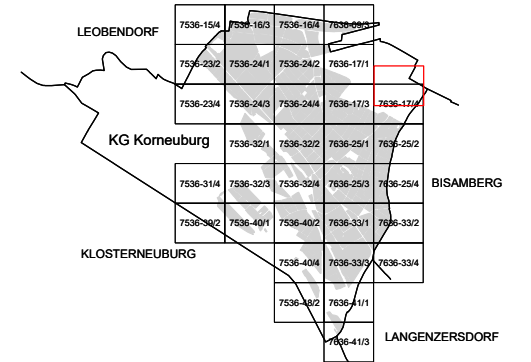 7536-15/4 7536-16/3 7536-16/4 7636-09/3
LEOBENDORF
7536-23/2 7536-24/1 7536-24/2 7636-17/1
7536-23/4 7536-24/3 7536-24/4 7636-17/3 7636-17/4
KG Korneuburg
7536-32/1 7536-32/2 7636-25/1 7636-25/2
7536-31/4 7536-32/3 7536-32/4 7636-25/3 7636-25/4
BISAMBERG
7536-39/2 7536-40/1 7536-40/2 7636-33/1 7636-33/2
KLOSTERNEUBURG
7536-40/4 7636-33/3 7636-33/4
7536-48/2 7636-41/1
LANGENZERSDORF
7636-41/3